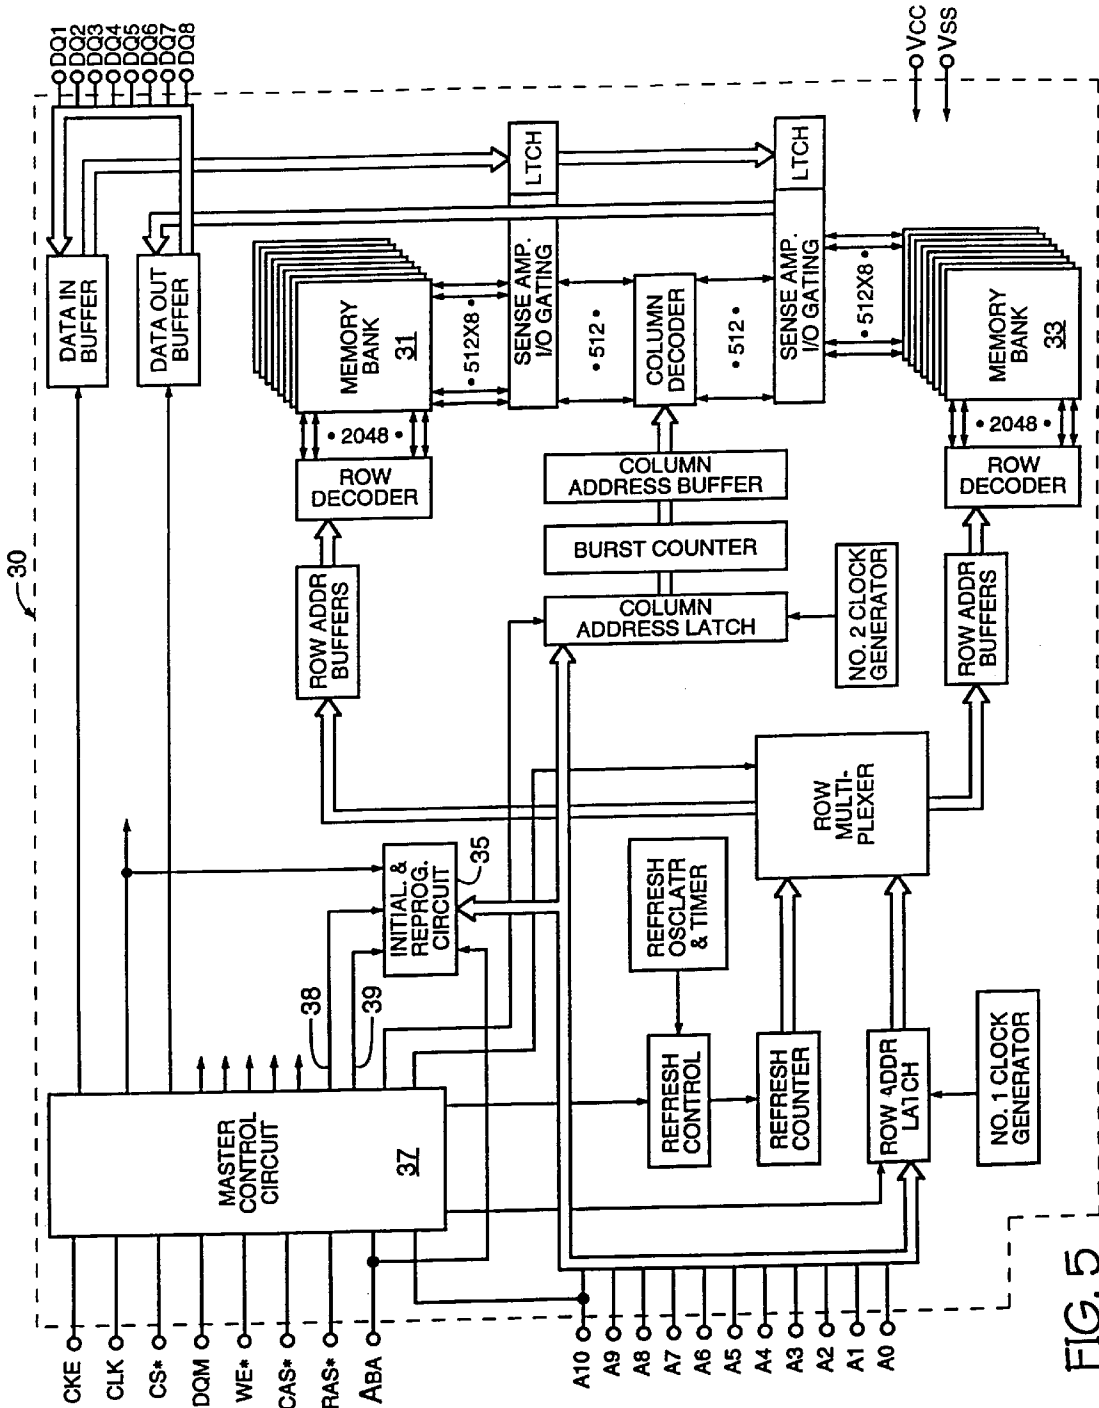 30
CKE
CLK
CS*
DQM
WE*
CAS*
RAS*
ABA
A10
A9
A8
A7
A6
A5
A4
A3
A2
A1
A0
MASTER
CONTROL
CIRCUIT
37
38
39
INITIAL. &
REPROG.
CIRCUIT
35
REFRESH
CONTROL
REFRESH
OSCLATR
& TIMER
REFRESH
COUNTER
ROW ADDR
LATCH
NO. 1 CLOCK
GENERATOR
ROW
MULTI-
PLEXER
ROW ADDR
BUFFERS
ROW
DECODER
• 2048 •
MEMORY
BANK
31
• 512X8 •
SENSE AMP.
I/O GATING
LTCH
• 512 •
COLUMN
ADDRESS LATCH
BURST COUNTER
COLUMN
ADDRESS BUFFER
COLUMN
DECODER
NO. 2 CLOCK
GENERATOR
• 512 •
SENSE AMP.
I/O GATING
LTCH
• 512X8 •
ROW ADDR
BUFFERS
ROW
DECODER
• 2048 •
MEMORY
BANK
33
DATA IN
BUFFER
DATA OUT
BUFFER
DQ1
DQ2
DQ3
DQ4
DQ5
DQ6
DQ7
DQ8
VCC
VSS
FIG. 5